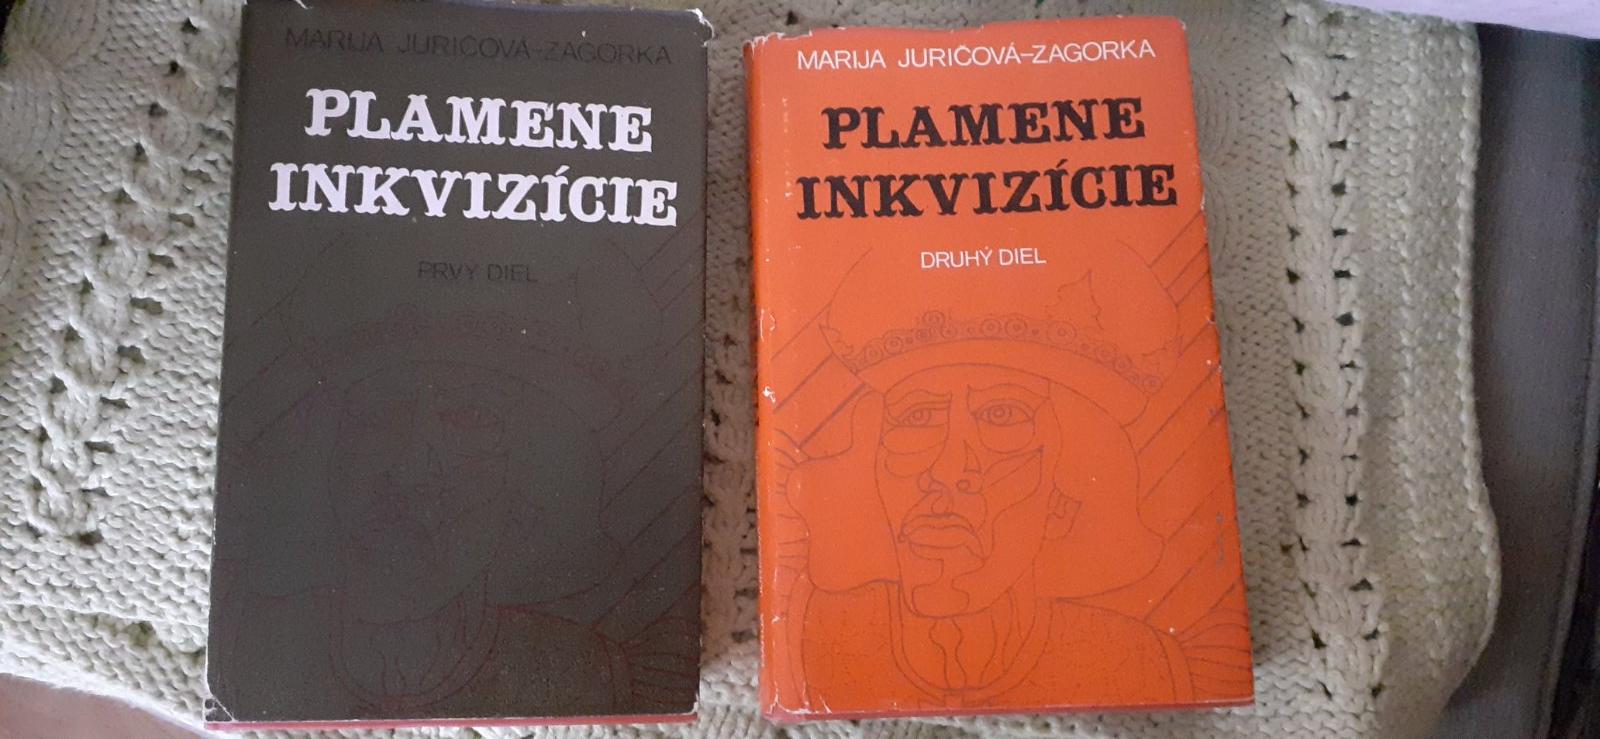 MARIJA JURIČOVÁ-ZAGORKA
PLAMENE
INKVIZÍCIE
PRVÝ DIEL
MARIJA JURIČOVÁ-ZAGORKA
PLAMENE
INKVIZÍCIE
DRUHÝ DIEL